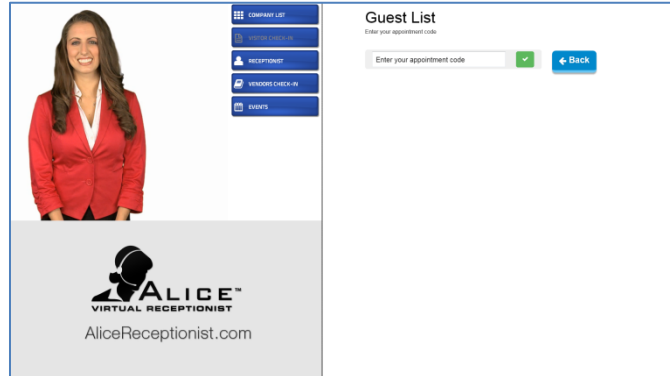 COMPANY LIST
VISITOR CHECK-IN
RECEPTIONIST
VENDORS CHECK-IN
EVENTS
ALICE™
VIRTUAL RECEPTIONIST
AliceReceptionist.com
Guest List
Enter your appointment code
Enter your appointment code
Back